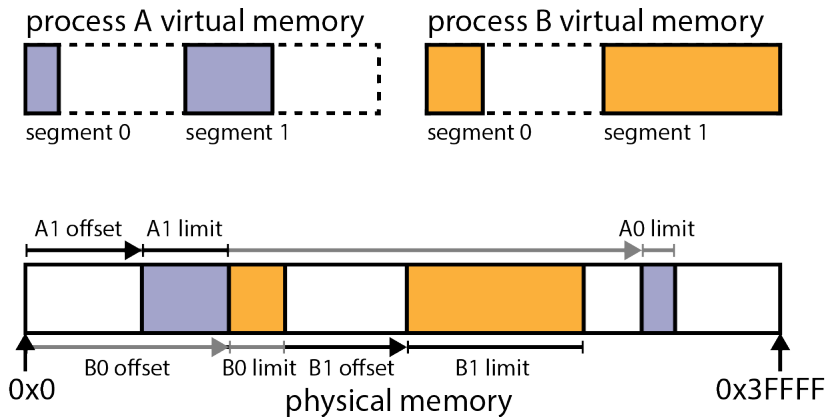 process A virtual memory
process B virtual memory
segment 0
segment 1
segment 0
segment 1
A1 offset
A1 limit
A0 limit
B0 offset
B0 limit
B1 offset
B1 limit
0x0
physical memory
0x3FFFF